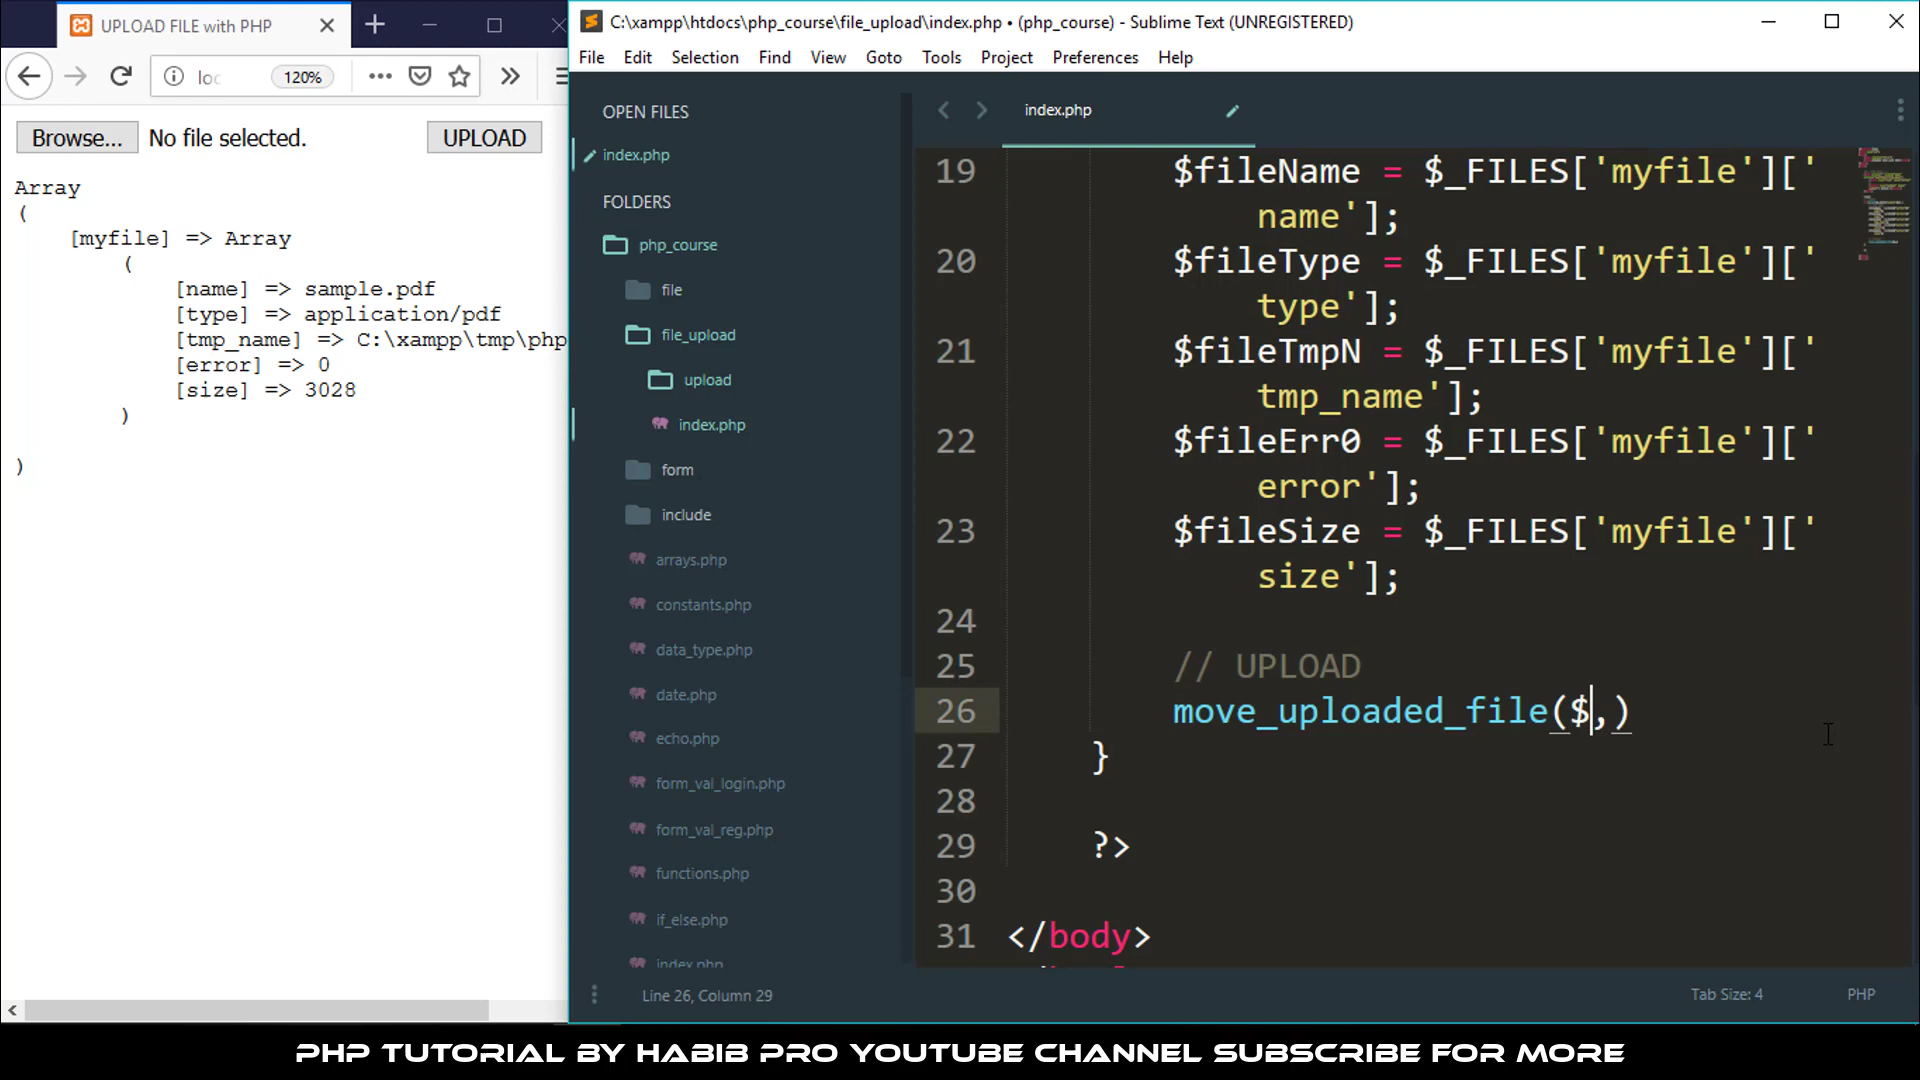 UPLOAD FILE with PHP
loc
120%
Browse...
No file selected.
UPLOAD
Array
(
[myfile] => Array
(
[name] => sample.pdf
[type] => application/pdf
[tmp_name] => C:\xampp\tmp\php
[error] => 0
[size] => 3028
)
)
C:\xampp\htdocs\php_course\file_upload\index.php • (php_course) - Sublime Text (UNREGISTERED)
File Edit Selection Find View Goto Tools Project Preferences Help
OPEN FILES
index.php
FOLDERS
php_course
file
file_upload
upload
index.php
form
include
arrays.php
constants.php
data_type.php
date.php
echo.php
form_val_login.php
form_val_reg.php
functions.php
if_else.php
index.php
index.php
19 $fileName = $_FILES['myfile']['
name'];
20 $fileType = $_FILES['myfile']['
type'];
21 $fileTmpN = $_FILES['myfile']['
tmp_name'];
22 $fileErr0 = $_FILES['myfile']['
error'];
23 $fileSize = $_FILES['myfile']['
size'];
24
25 // UPLOAD
26 move_uploaded_file($,)
27 }
28
29 ?>
30
31 </body>
Line 26, Column 29
Tab Size: 4
PHP
PHP TUTORIAL BY HABIB PRO YOUTUBE CHANNEL SUBSCRIBE FOR MORE